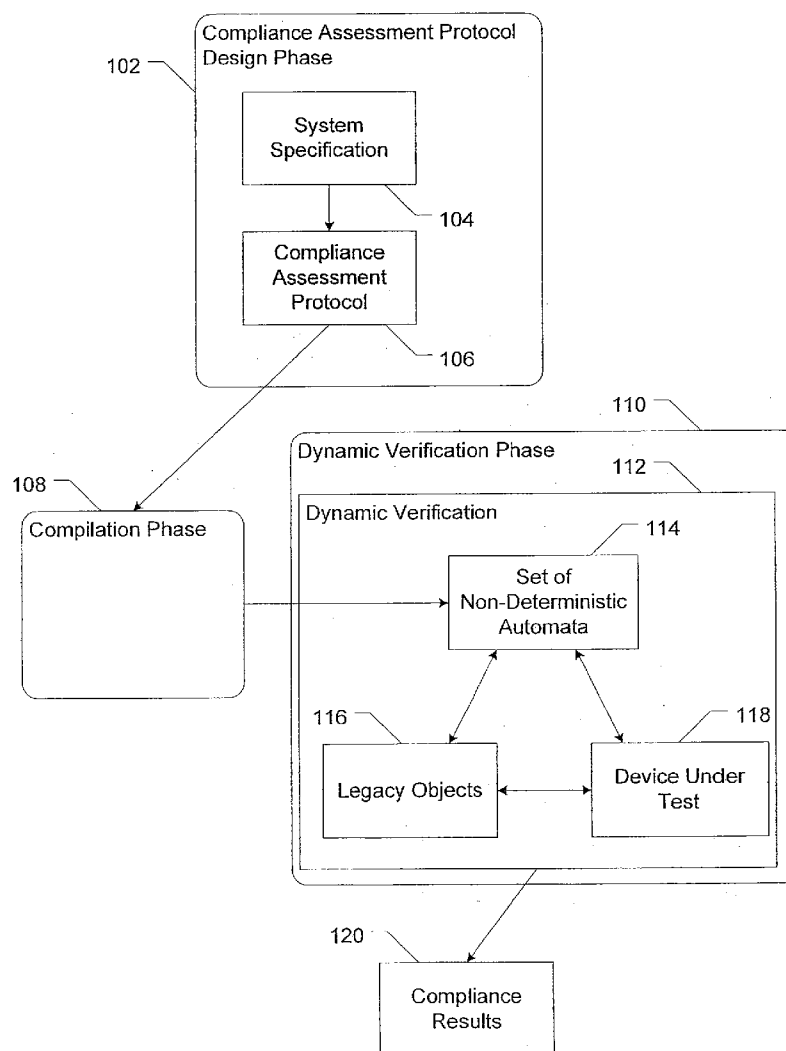 Compliance Assessment Protocol
Design Phase
102
System
Specification
104
Compliance
Assessment
Protocol
106
110
Dynamic Verification Phase
112
108
Compilation Phase
Dynamic Verification
114
Set of
Non-Deterministic
Automata
116
118
Legacy Objects
Device Under
Test
120
Compliance
Results